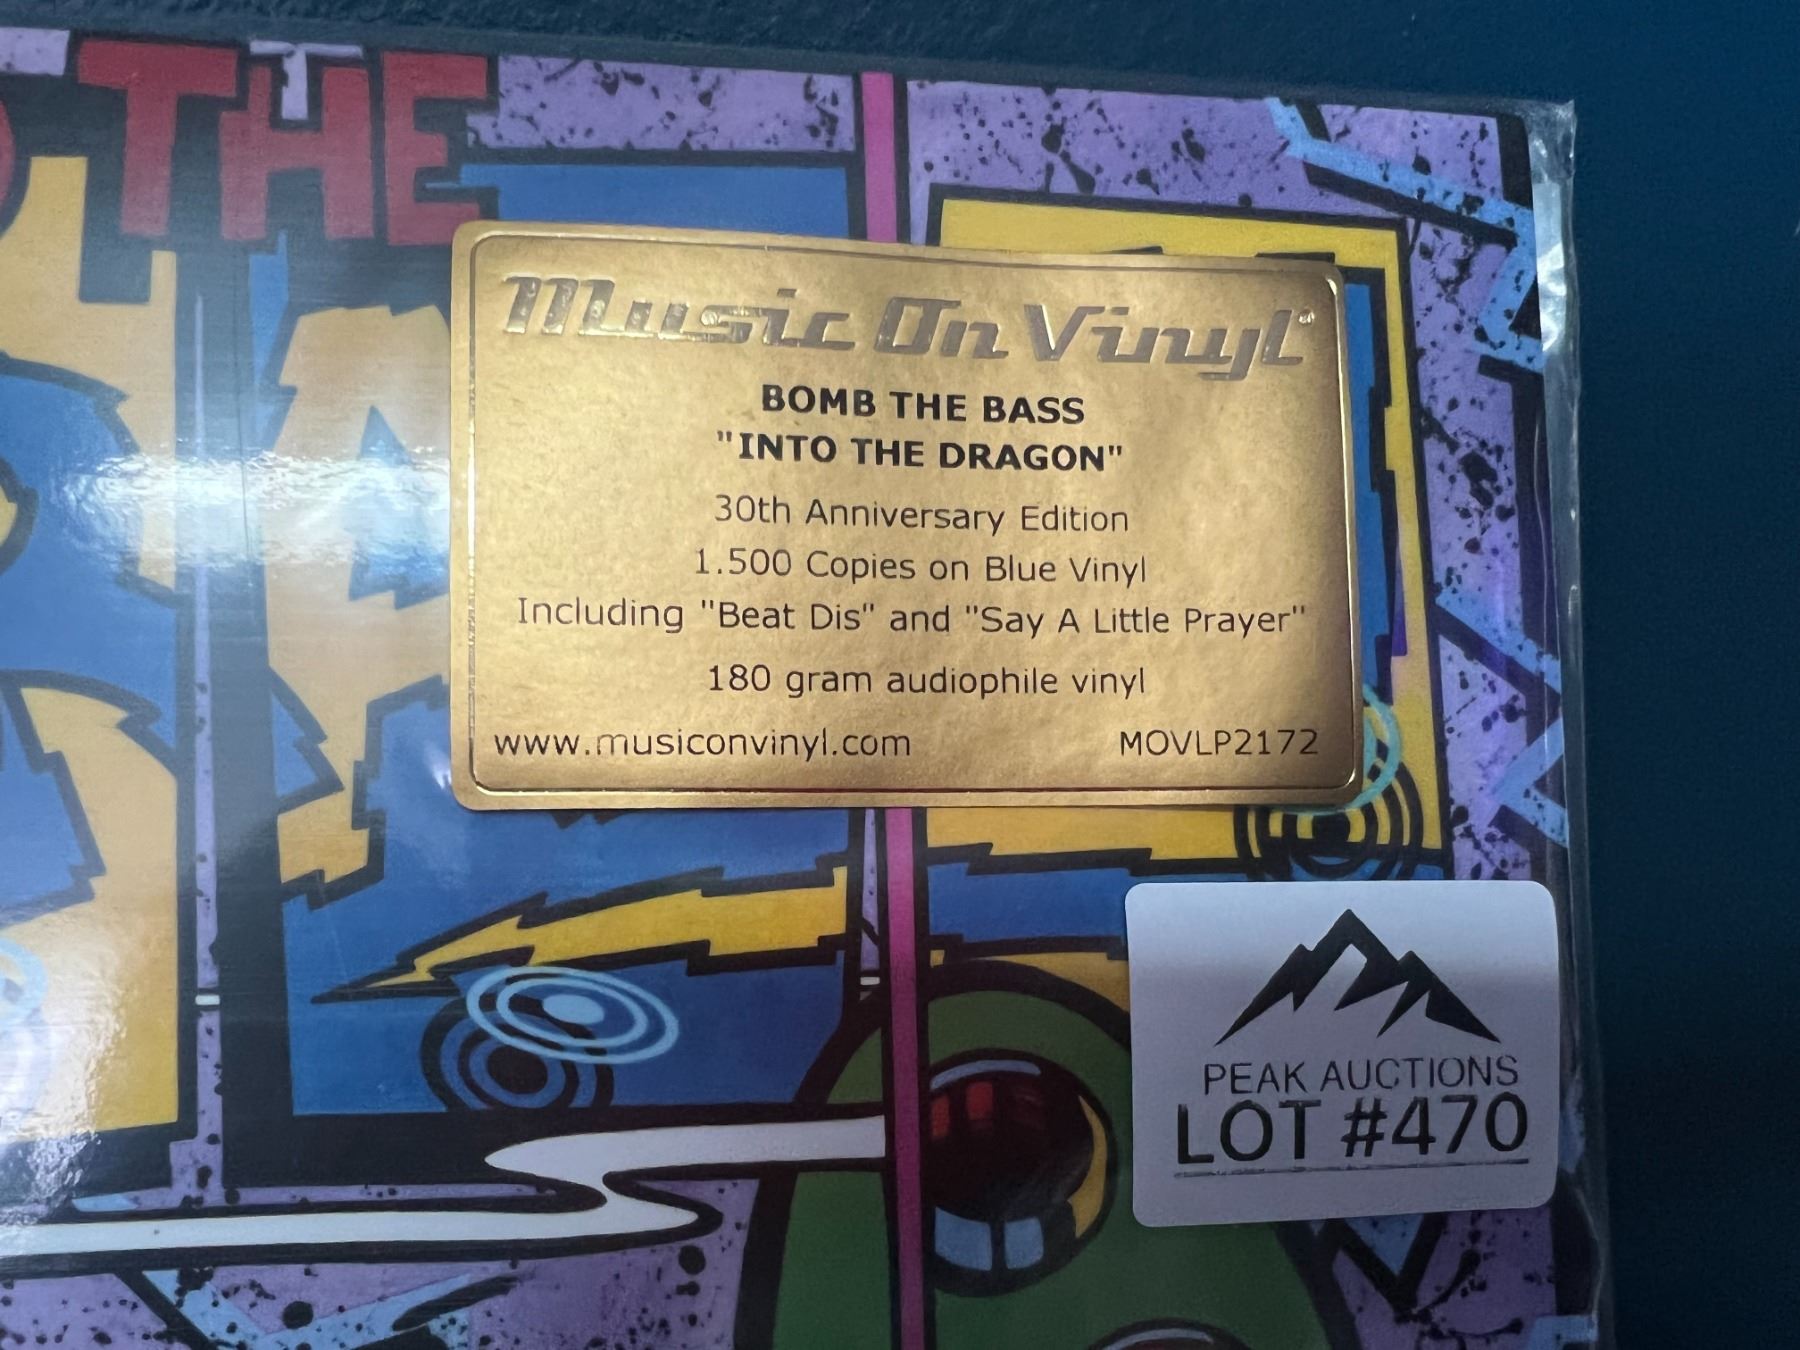 THE
Music On Vinyl
BOMB THE BASS
"INTO THE DRAGON"
30th Anniversary Edition
1.500 Copies on Blue Vinyl
Including "Beat Dis" and "Say A Little Prayer"
180 gram audiophile vinyl
www.musiconvinyl.com MOVLP2172
PEAK AUCTIONS
LOT #470